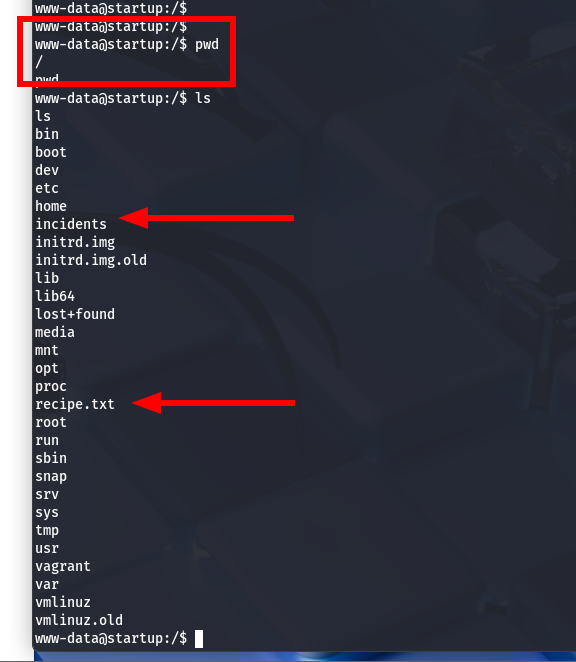 www-data@startup:/$
www-data@startup:/$
www-data@startup:/$ pwd
/
pwd
www-data@startup:/$ ls
ls
bin
boot
dev
etc
home
incidents
initrd.img
initrd.img.old
lib
lib64
lost+found
media
mnt
opt
proc
recipe.txt
root
run
sbin
snap
srv
sys
tmp
usr
vagrant
var
vmlinuz
vmlinuz.old
www-data@startup:/$